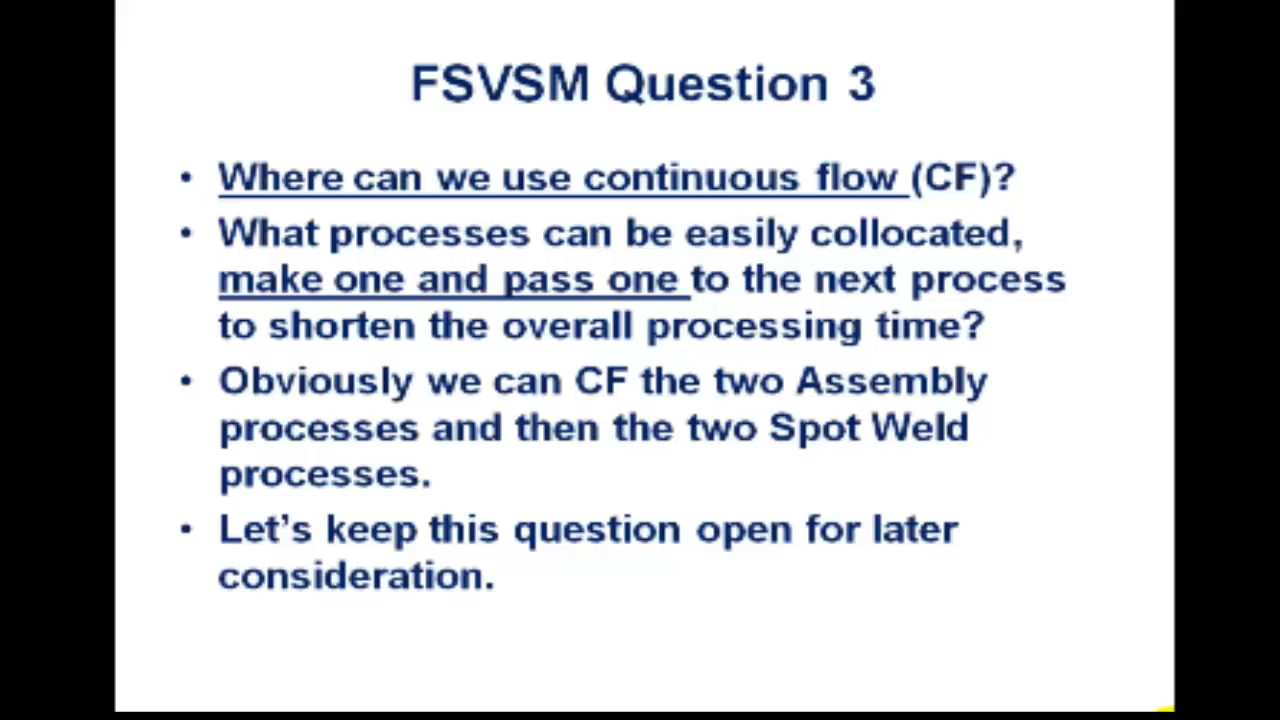 FSVSM Question 3
• Where can we use continuous flow (CF)?
• What processes can be easily collocated,
make one and pass one to the next process
to shorten the overall processing time?
• Obviously we can CF the two Assembly
processes and then the two Spot Weld
processes.
• Let's keep this question open for later
consideration.